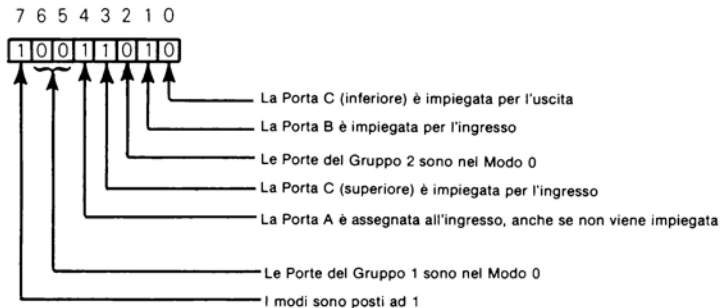 7 6 5 4 3 2 1 0
1 0 0 1 1 0 1 0
La Porta C (inferiore) è impiegata per l'uscita
La Porta B è impiegata per l'ingresso
Le Porte del Gruppo 2 sono nel Modo 0
La Porta C (superiore) è impiegata per l'ingresso
La Porta A è assegnata all'ingresso, anche se non viene impiegata
Le Porte del Gruppo 1 sono nel Modo 0
I modi sono posti ad 1